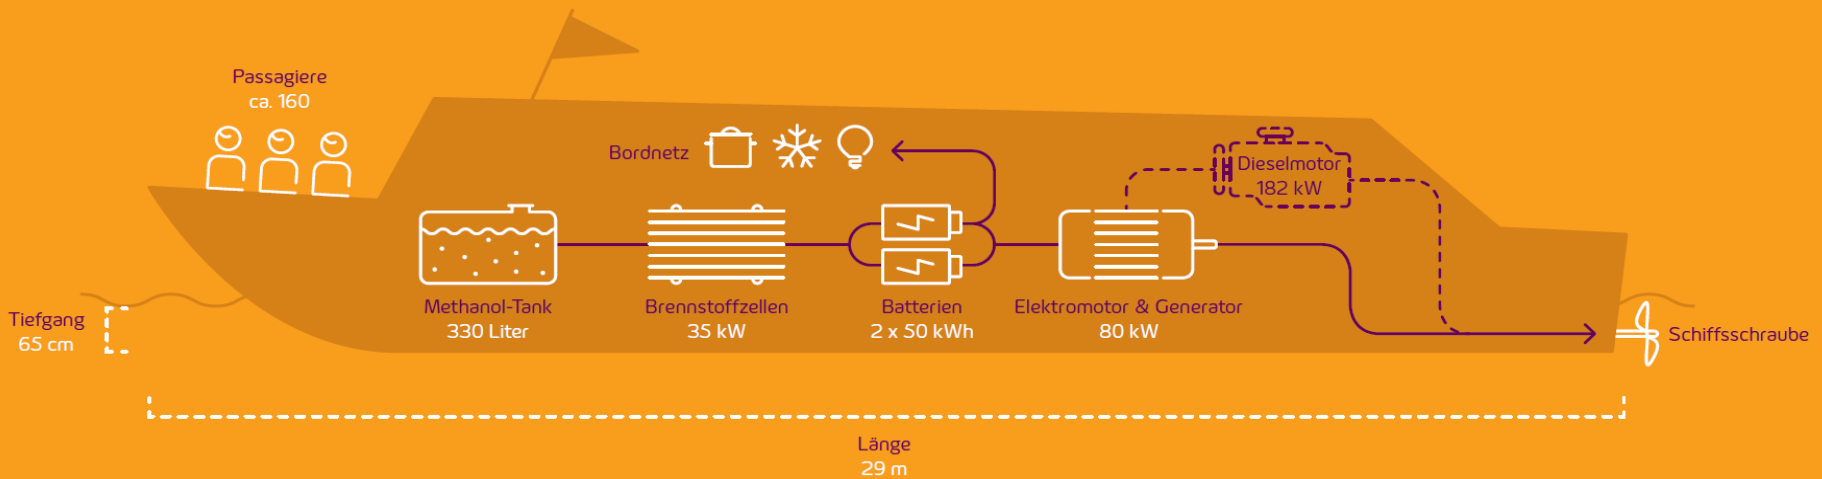 Passagiere
ca. 160
Bordnetz
Dieselmotor
182 kW
Methanol-Tank
330 Liter
Brennstoffzellen
35 kW
Batterien
2 x 50 kWh
Elektromotor & Generator
80 kW
Tiefgang
65 cm
Schiffsschraube
Länge
29 m